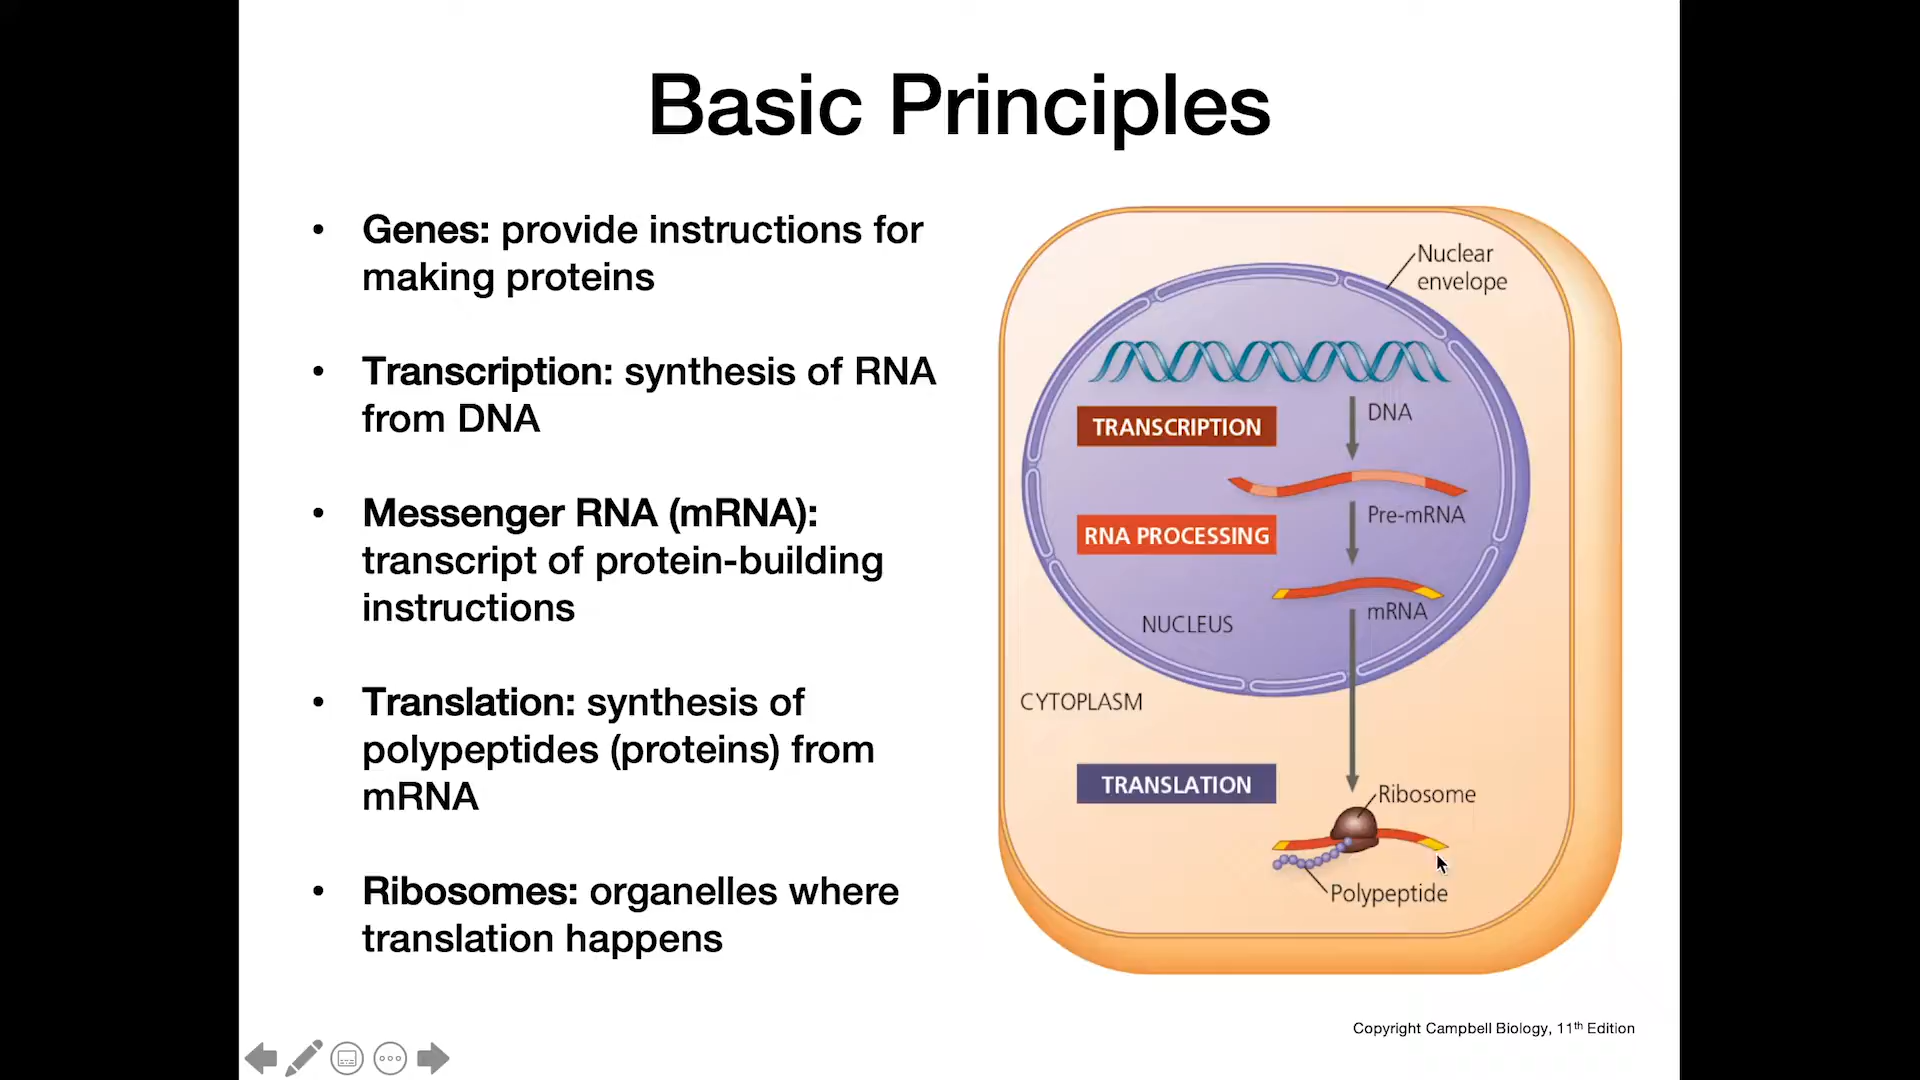 Basic Principles
• Genes: provide instructions for
making proteins
• Transcription: synthesis of RNA
from DNA
• Messenger RNA (mRNA):
transcript of protein-building
instructions
• Translation: synthesis of
polypeptides (proteins) from
mRNA
• Ribosomes: organelles where
translation happens
Nuclear
envelope
DNA
TRANSCRIPTION
Pre-mRNA
RNA PROCESSING
mRNA
NUCLEUS
CYTOPLASM
TRANSLATION
Ribosome
Polypeptide
Copyright Campbell Biology, 11th Edition